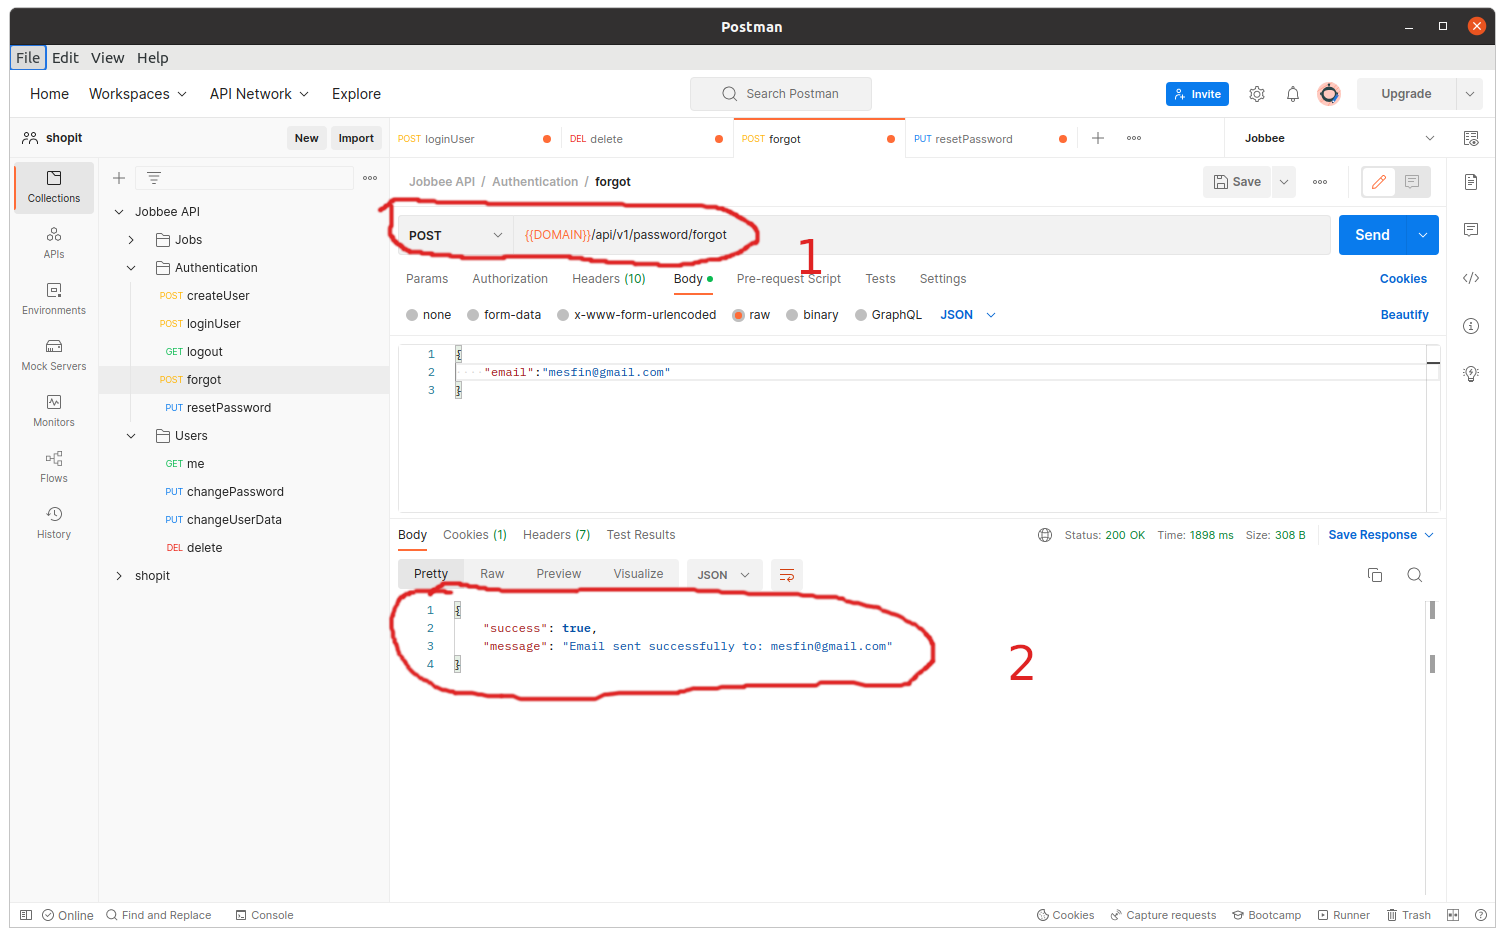 Postman
File Edit View Help
Home Workspaces API Network Explore Search Postman Invite Upgrade
shopit New Import
POST loginUser DEL delete POST forgot PUT resetPassword Jobbee
Collections
APIs
Environments
Mock Servers
Monitors
Flows
History
Jobbee API
Jobs
Authentication
POST createUser
POST loginUser
GET logout
POST forgot
PUT resetPassword
Users
GET me
PUT changePassword
PUT changeUserData
DEL delete
shopit
Jobbee API / Authentication / forgot Save
POST {{DOMAIN}}/api/v1/password/forgot Send
1
Params Authorization Headers (10) Body Pre-request Script Tests Settings Cookies
none form-data x-www-form-urlencoded raw binary GraphQL JSON Beautify
1 {
2 "email":"mesfin@gmail.com"
3 }
Body Cookies (1) Headers (7) Test Results Status: 200 OK Time: 1898 ms Size: 308 B Save Response
Pretty Raw Preview Visualize JSON
1 {
2 "success": true,
3 "message": "Email sent successfully to: mesfin@gmail.com"
4 }
2
Online Find and Replace Console Cookies Capture requests Bootcamp Runner Trash